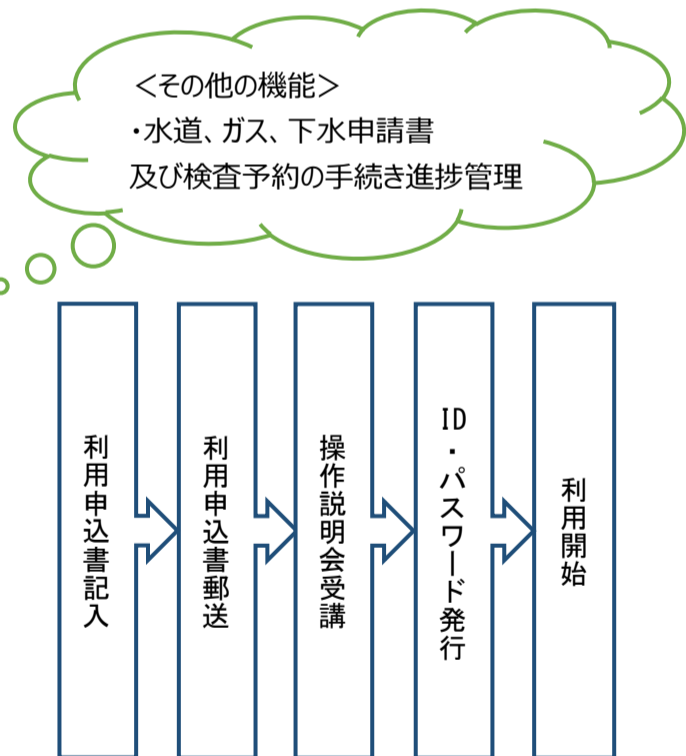 <その他の機能>
・水道、ガス、下水申請書
及び検査予約の手続き進捗管理
利用申込書記入
利用申込書郵送
操作説明会受講
ID・パスワード発行
利用開始